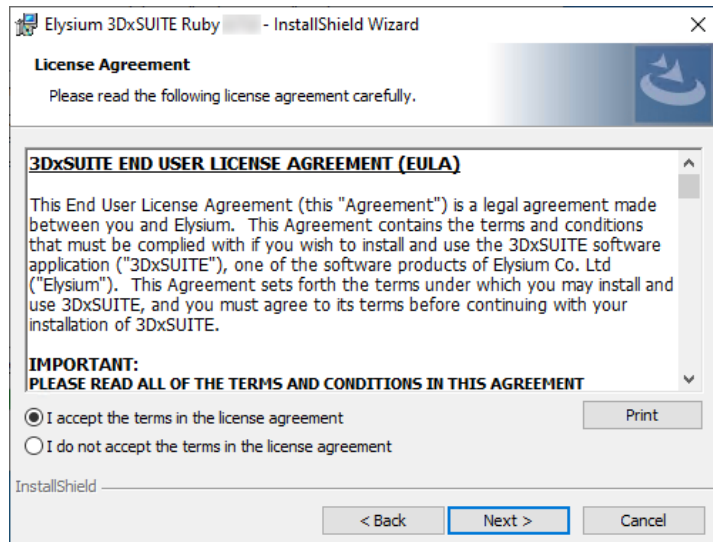 Elysium 3DxSUITE Ruby - InstallShield Wizard
License Agreement
Please read the following license agreement carefully.
3DxSUITE END USER LICENSE AGREEMENT (EULA)
This End User License Agreement (this "Agreement") is a legal agreement made
between you and Elysium.  This Agreement contains the terms and conditions
that must be complied with if you wish to install and use the 3DxSUITE software
application ("3DxSUITE"), one of the software products of Elysium Co. Ltd
("Elysium").  This Agreement sets forth the terms under which you may install and
use 3DxSUITE, and you must agree to its terms before continuing with your
installation of 3DxSUITE.
IMPORTANT:
PLEASE READ ALL OF THE TERMS AND CONDITIONS IN THIS AGREEMENT
I accept the terms in the license agreement
Print
I do not accept the terms in the license agreement
InstallShield
< Back
Next >
Cancel